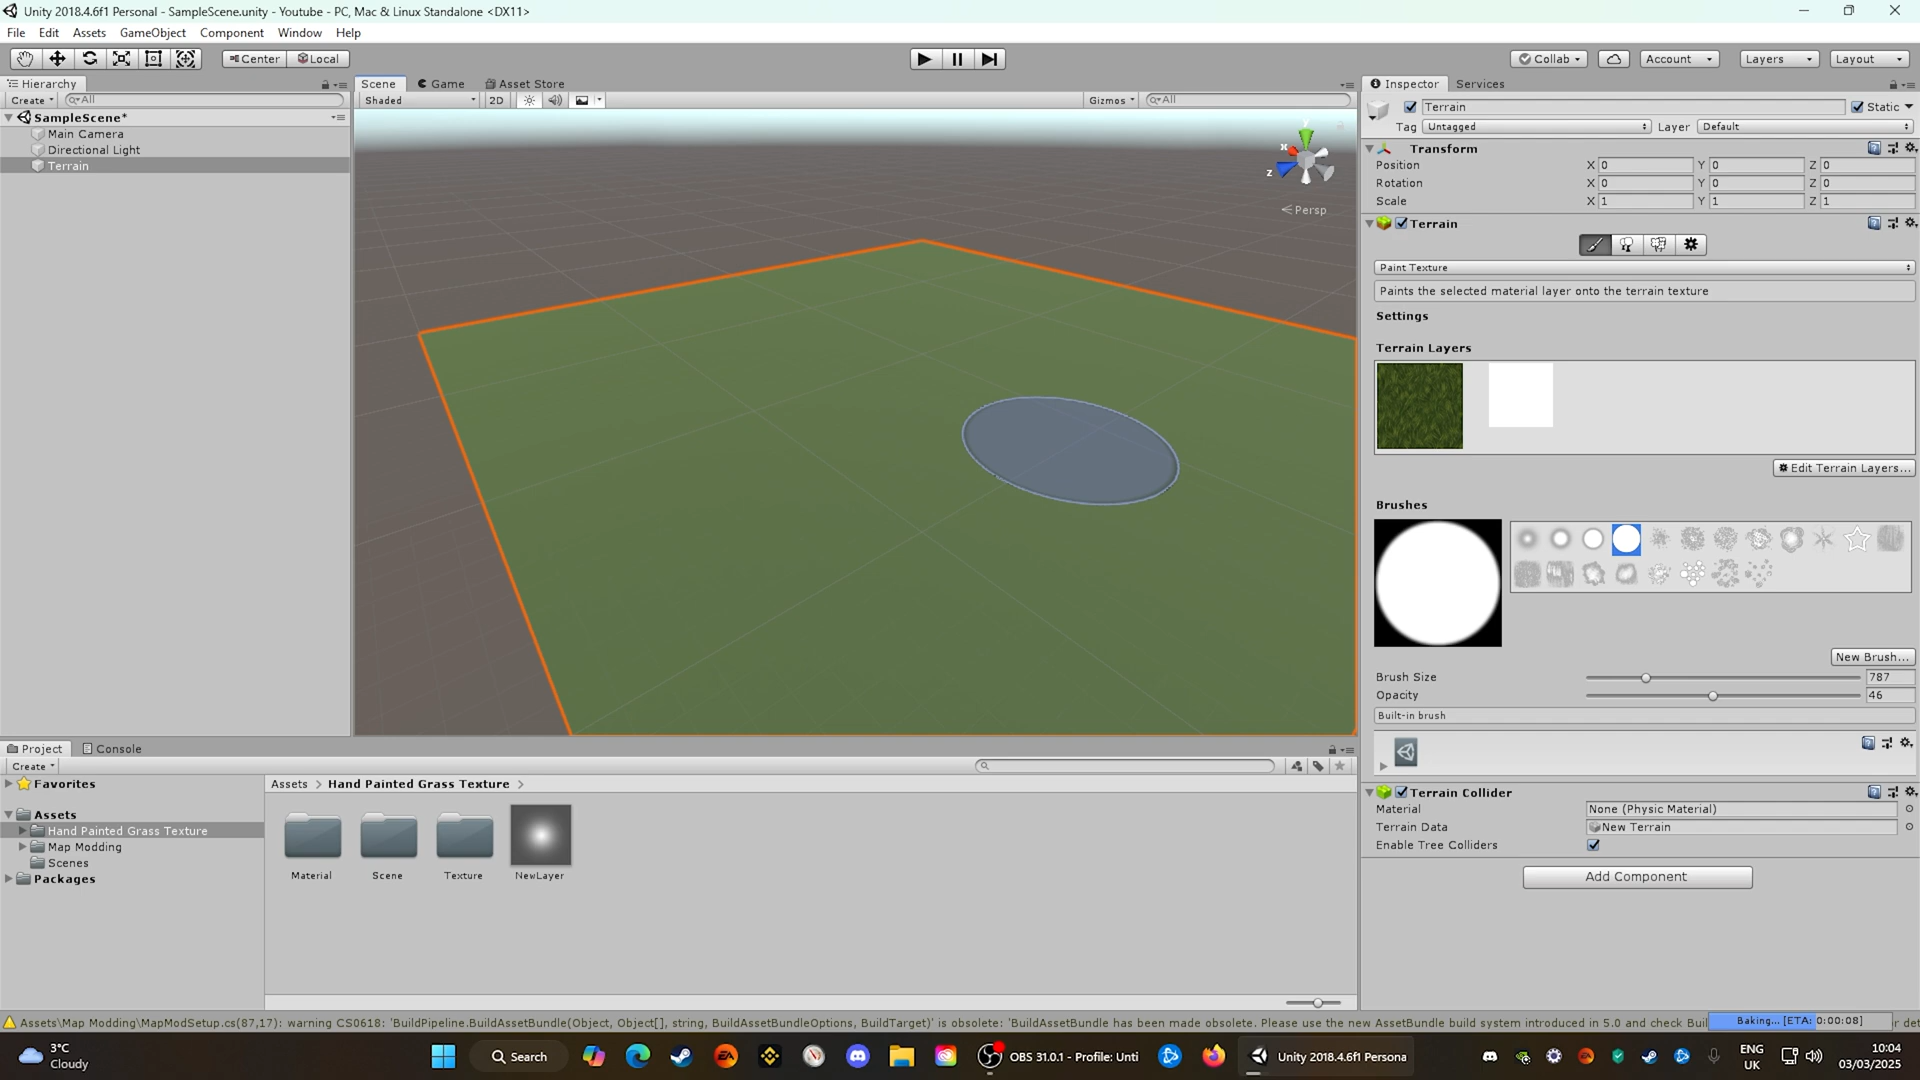 Unity 2018.4.6f1 Personal - SampleScene.unity - Youtube - PC, Mac & Linux Standalone <DX11>
File Edit Assets GameObject Component Window Help
Center Local Collab Account Layers Layout
Hierarchy
Create All
SampleScene*
Main Camera
Directional Light
Terrain
Scene Game Asset Store
Shaded 2D Gizmos All
y
x
z
Persp
Inspector Services
Terrain Static
Tag Untagged Layer Default
Transform
Position X 0 Y 0 Z 0
Rotation X 0 Y 0 Z 0
Scale X 1 Y 1 Z 1
Terrain
Paint Texture
Paints the selected material layer onto the terrain texture
Settings
Terrain Layers
Edit Terrain Layers...
Brushes
New Brush...
Brush Size 787
Opacity 46
Built-in brush
Terrain Collider
Material None (Physic Material)
Terrain Data New Terrain
Enable Tree Colliders
Add Component
Project Console
Create
Favorites
Assets
Hand Painted Grass Texture
Map Modding
Scenes
Packages
Assets > Hand Painted Grass Texture >
Material Scene Texture NewLayer
Assets\Map Modding\MapModSetup.cs(87,17): warning CS0618: 'BuildPipeline.BuildAssetBundle(Object, Object[], string, BuildAssetBundleOptions, BuildTarget)' is obsolete: 'BuildAssetBundle has been made obsolete. Please use the new AssetBundle build system introduced in 5.0 and check Buil
Baking... [ETA: 0:00:08]
3°C
Cloudy
Search
OBS 31.0.1 - Profile: Unti
Unity 2018.4.6f1 Persona
ENG
UK
10:04
03/03/2025